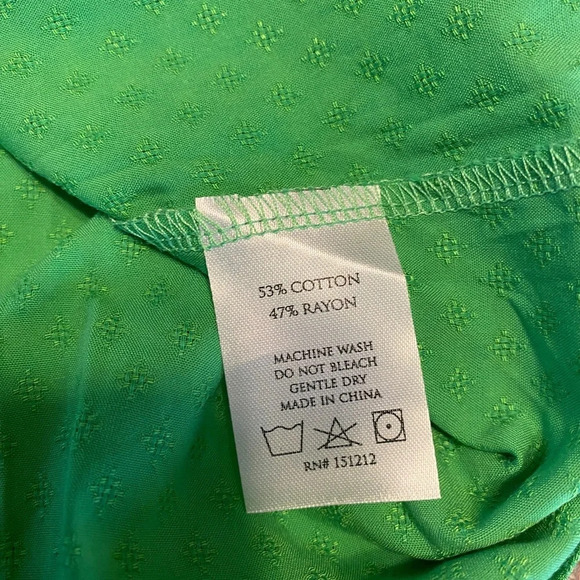 53% COTTON
47% RAYON
MACHINE WASH
DO NOT BLEACH
GENTLE DRY
MADE IN CHINA
RN# 151212